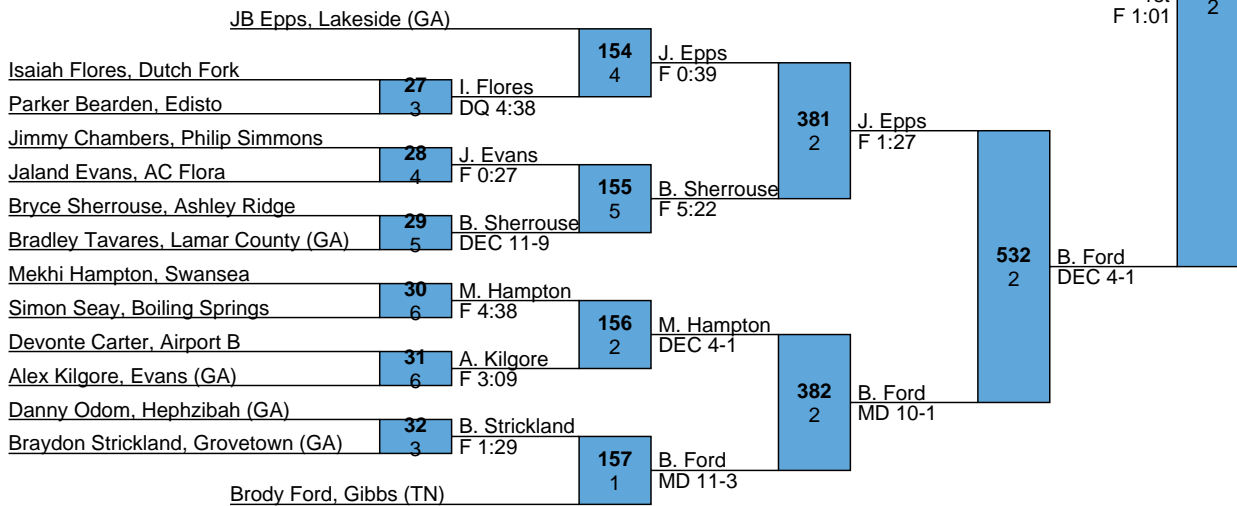 JB Epps, Lakeside (GA)
F 1:01
2
154
4
J. Epps
F 0:39
Isaiah Flores, Dutch Fork
Parker Bearden, Edisto
27
3
I. Flores
DQ 4:38
381
2
J. Epps
F 1:27
Jimmy Chambers, Philip Simmons
Jaland Evans, AC Flora
28
4
J. Evans
F 0:27
155
5
B. Sherrouse
F 5:22
Bryce Sherrouse, Ashley Ridge
Bradley Tavares, Lamar County (GA)
29
5
B. Sherrouse
DEC 11-9
532
2
B. Ford
DEC 4-1
Mekhi Hampton, Swansea
Simon Seay, Boiling Springs
30
6
M. Hampton
F 4:38
156
2
M. Hampton
DEC 4-1
Devonte Carter, Airport B
Alex Kilgore, Evans (GA)
31
6
A. Kilgore
F 3:09
382
2
B. Ford
MD 10-1
Danny Odom, Hephzibah (GA)
Braydon Strickland, Grovetown (GA)
32
3
B. Strickland
F 1:29
157
1
B. Ford
MD 11-3
Brody Ford, Gibbs (TN)